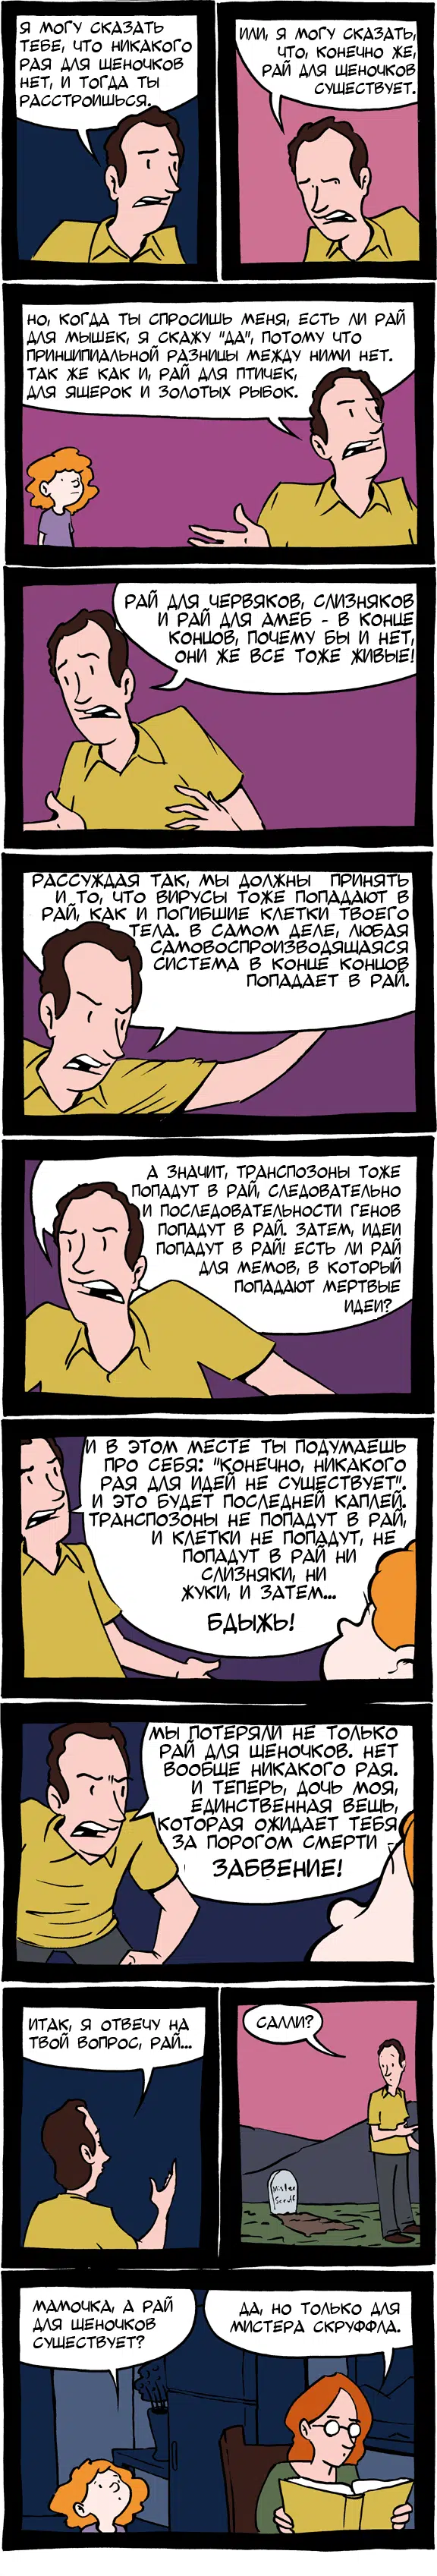 Я МОГУ СКАЗАТЬ
ТЕБЕ, ЧТО НИКАКОГО
РАЯ ДЛЯ ЩЕНОЧКОВ
НЕТ, И ТОГДА ТЫ
РАССТРОИШЬСЯ.
ИЛИ, Я МОГУ СКАЗАТЬ,
ЧТО, КОНЕЧНО ЖЕ,
РАЙ ДЛЯ ЩЕНОЧКОВ
СУЩЕСТВУЕТ.
НО, КОГДА ТЫ СПРОСИШЬ МЕНЯ, ЕСТЬ ЛИ РАЙ
ДЛЯ МЫШЕК, Я СКАЖУ "ДА", ПОТОМУ ЧТО
ПРИНЦИПИАЛЬНОЙ РАЗНИЦЫ МЕЖДУ НИМИ НЕТ.
ТАК ЖЕ КАК И, РАЙ ДЛЯ ПТИЧЕК,
ДЛЯ ЯЩЕРОК И ЗОЛОТЫХ РЫБОК.
РАЙ ДЛЯ ЧЕРВЯКОВ, СЛИЗНЯКОВ
И РАЙ ДЛЯ АМЕБ - В КОНЦЕ
КОНЦОВ, ПОЧЕМУ БЫ И НЕТ,
ОНИ ЖЕ ВСЕ ТОЖЕ ЖИВЫЕ!
РАССУЖДАЯ ТАК, МЫ ДОЛЖНЫ ПРИНЯТЬ
И ТО, ЧТО ВИРУСЫ ТОЖЕ ПОПАДАЮТ В
РАЙ, КАК И ПОГИБШИЕ КЛЕТКИ ТВОЕГО
ТЕЛА. В САМОМ ДЕЛЕ, ЛЮБАЯ
САМОВОСПРОИЗВОДЯЩАЯСЯ
СИСТЕМА В КОНЦЕ КОНЦОВ
ПОПАДАЕТ В РАЙ.
А ЗНАЧИТ, ТРАНСПОЗОНЫ ТОЖЕ
ПОПАДУТ В РАЙ, СЛЕДОВАТЕЛЬНО
И ПОСЛЕДОВАТЕЛЬНОСТИ ГЕНОВ
ПОПАДУТ В РАЙ. ЗАТЕМ, ИДЕИ
ПОПАДУТ В РАЙ! ЕСТЬ ЛИ РАЙ
ДЛЯ МЕМОВ, В КОТОРЫЙ
ПОПАДАЮТ МЕРТВЫЕ
ИДЕИ?
И В ЭТОМ МЕСТЕ ТЫ ПОДУМАЕШЬ
ПРО СЕБЯ: "КОНЕЧНО, НИКАКОГО
РАЯ ДЛЯ ИДЕЙ НЕ СУЩЕСТВУЕТ".
И ЭТО БУДЕТ ПОСЛЕДНЕЙ КАПЛЕЙ.
ТРАНСПОЗОНЫ НЕ ПОПАДУТ В РАЙ,
И КЛЕТКИ НЕ ПОПАДУТ, НЕ
ПОПАДУТ В РАЙ НИ
СЛИЗНЯКИ, НИ
ЖУКИ, И ЗАТЕМ...
БДЫЖЬ!
МЫ ПОТЕРЯЛИ НЕ ТОЛЬКО
РАЙ ДЛЯ ЩЕНОЧКОВ. НЕТ
ВООБЩЕ НИКАКОГО РАЯ.
И ТЕПЕРЬ, ДОЧЬ МОЯ,
ЕДИНСТВЕННАЯ ВЕЩЬ,
КОТОРАЯ ОЖИДАЕТ ТЕБЯ
ЗА ПОРОГОМ СМЕРТИ -
ЗАБВЕНИЕ!
ИТАК, Я ОТВЕЧУ НА
ТВОЙ ВОПРОС, РАЙ...
САЛЛИ?
Mister
Scruff
МАМОЧКА, А РАЙ
ДЛЯ ЩЕНОЧКОВ
СУЩЕСТВУЕТ?
ДА, НО ТОЛЬКО ДЛЯ
МИСТЕРА СКРУФФЛА.